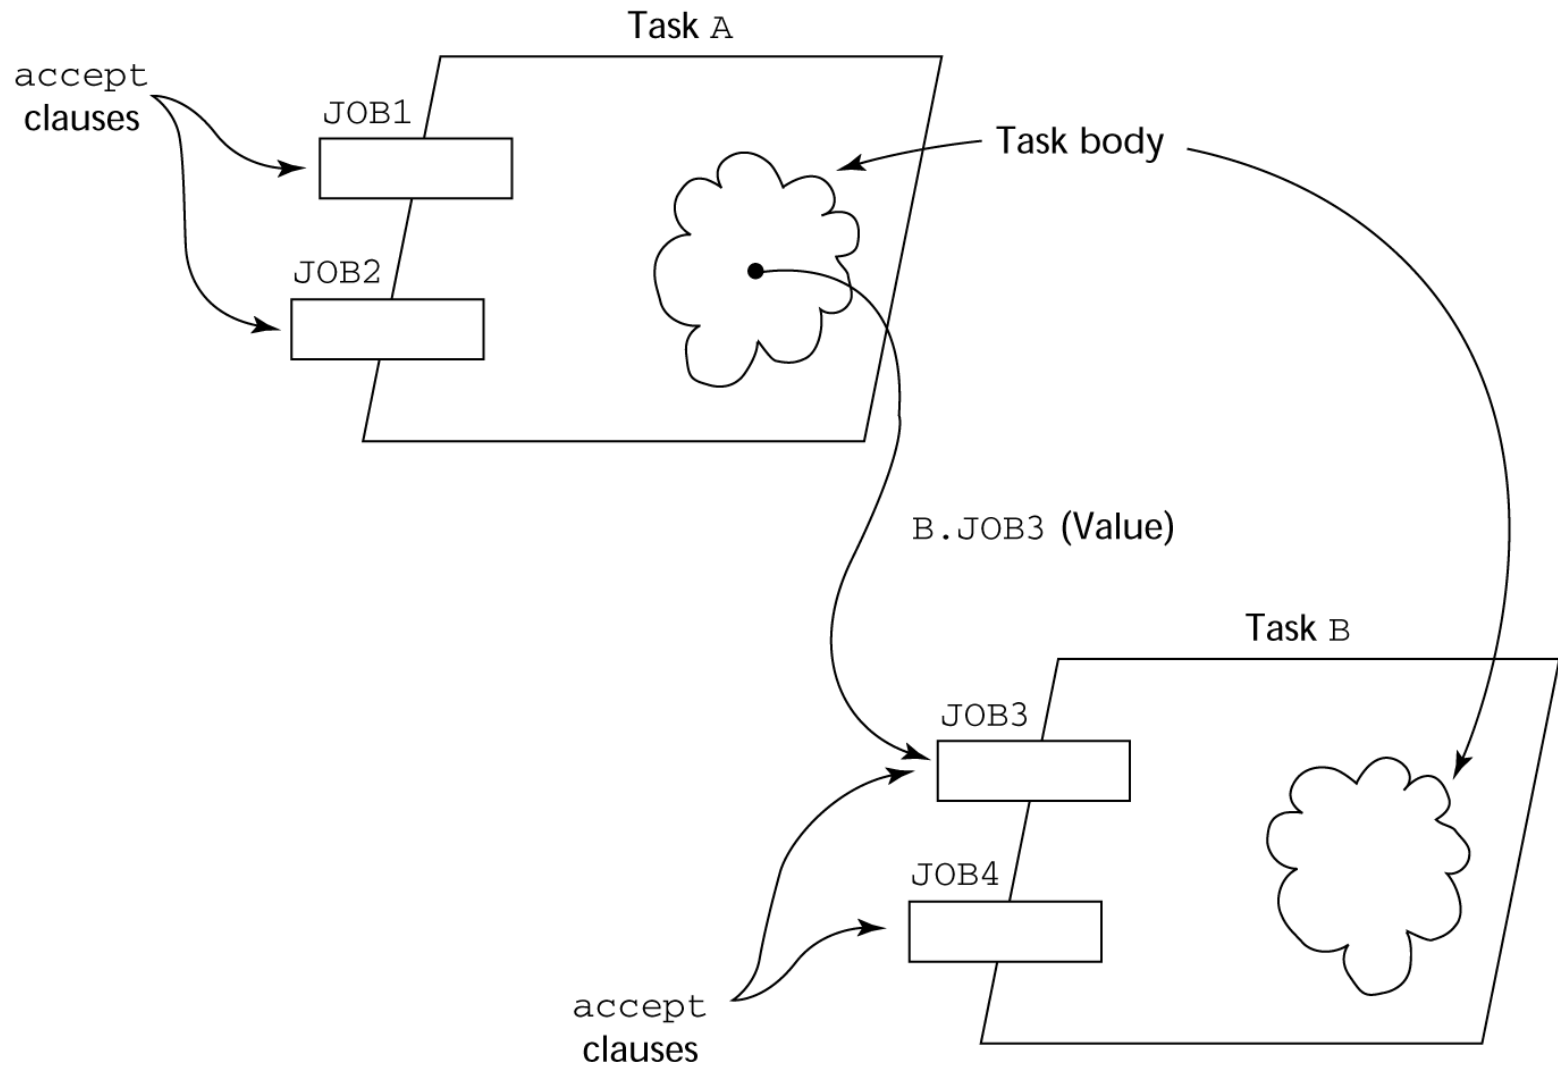 Task A
accept
clauses
JOB1
Task body
JOB2
B.JOB3 (Value)
Task B
JOB3
JOB4
accept
clauses